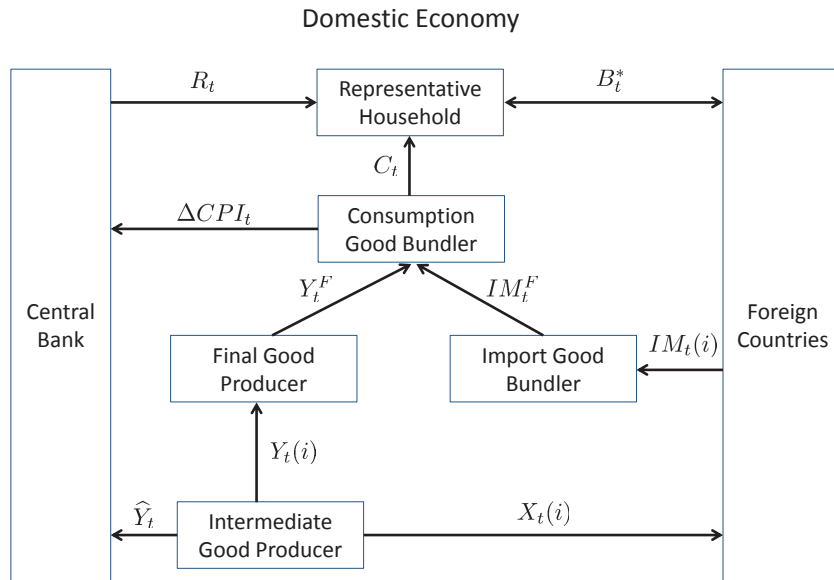 Domestic Economy
R_t
Representative
Household
B_t^*
C_t
ΔCPI_t
Consumption
Good Bundler
Y_t^F
IM_t^F
Central
Bank
Foreign
Countries
Final Good
Producer
Import Good
Bundler
IM_t(i)
Y_t(i)
Ŷ_t
Intermediate
Good Producer
X_t(i)